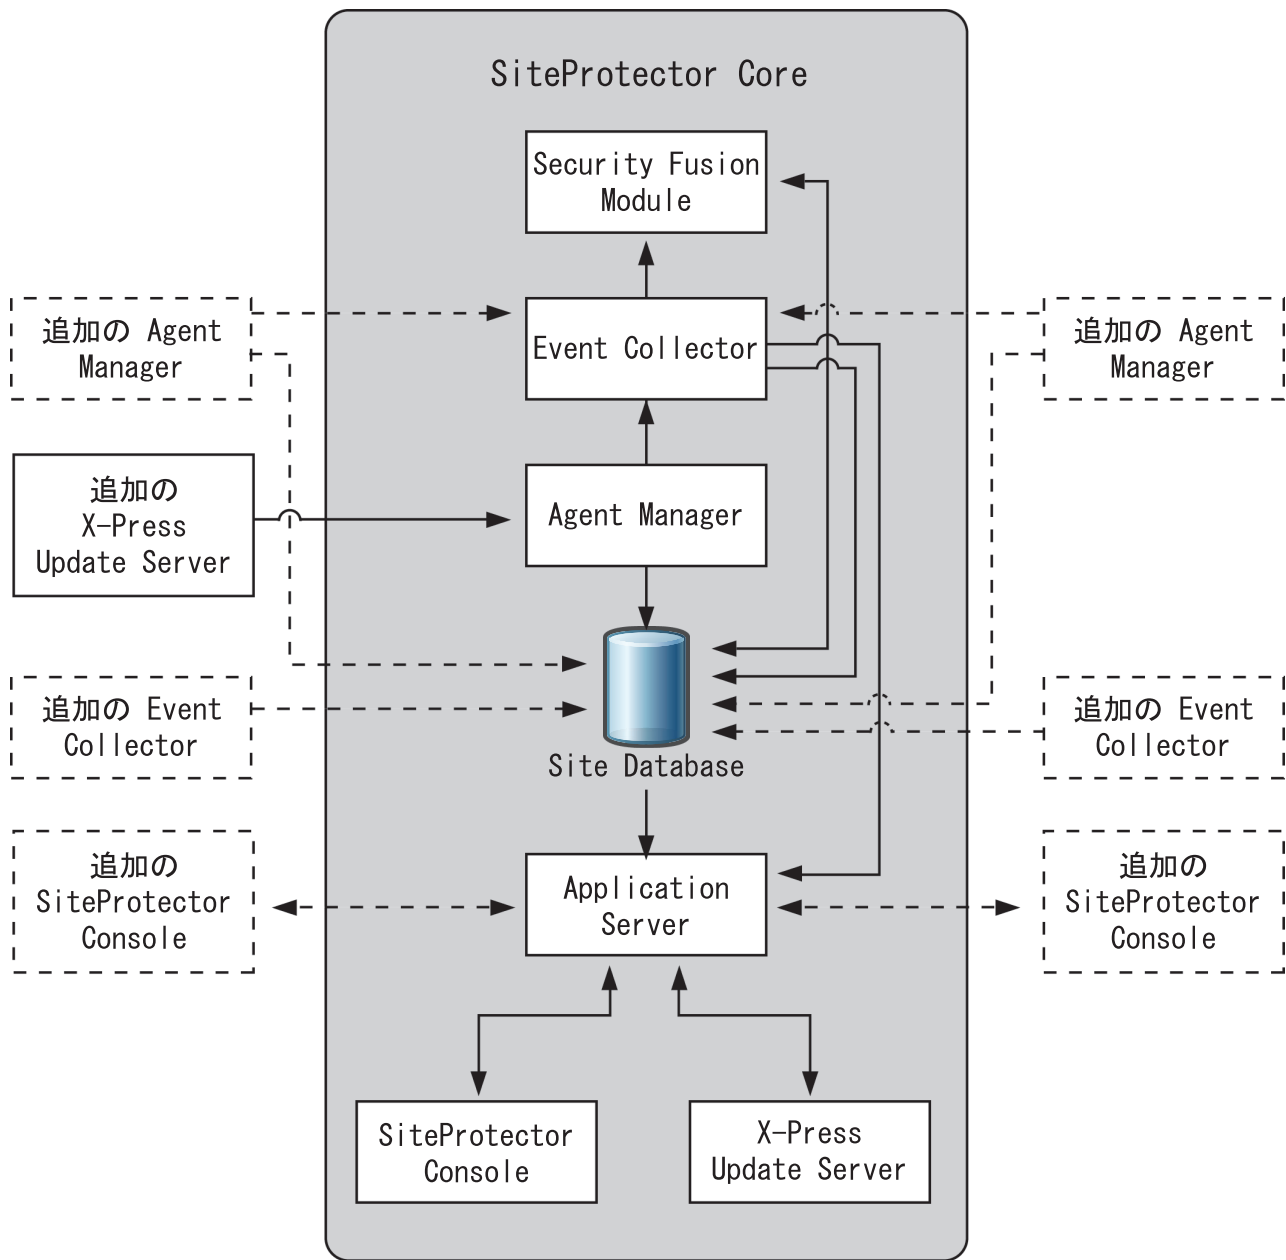 SiteProtector Core
Security Fusion
Module
追加の Agent
Manager
Event Collector
追加の Agent
Manager
追加の
X-Press
Update Server
Agent Manager
追加の Event
Collector
Site Database
追加の Event
Collector
追加の
SiteProtector
Console
Application
Server
追加の
SiteProtector
Console
SiteProtector
Console
X-Press
Update Server